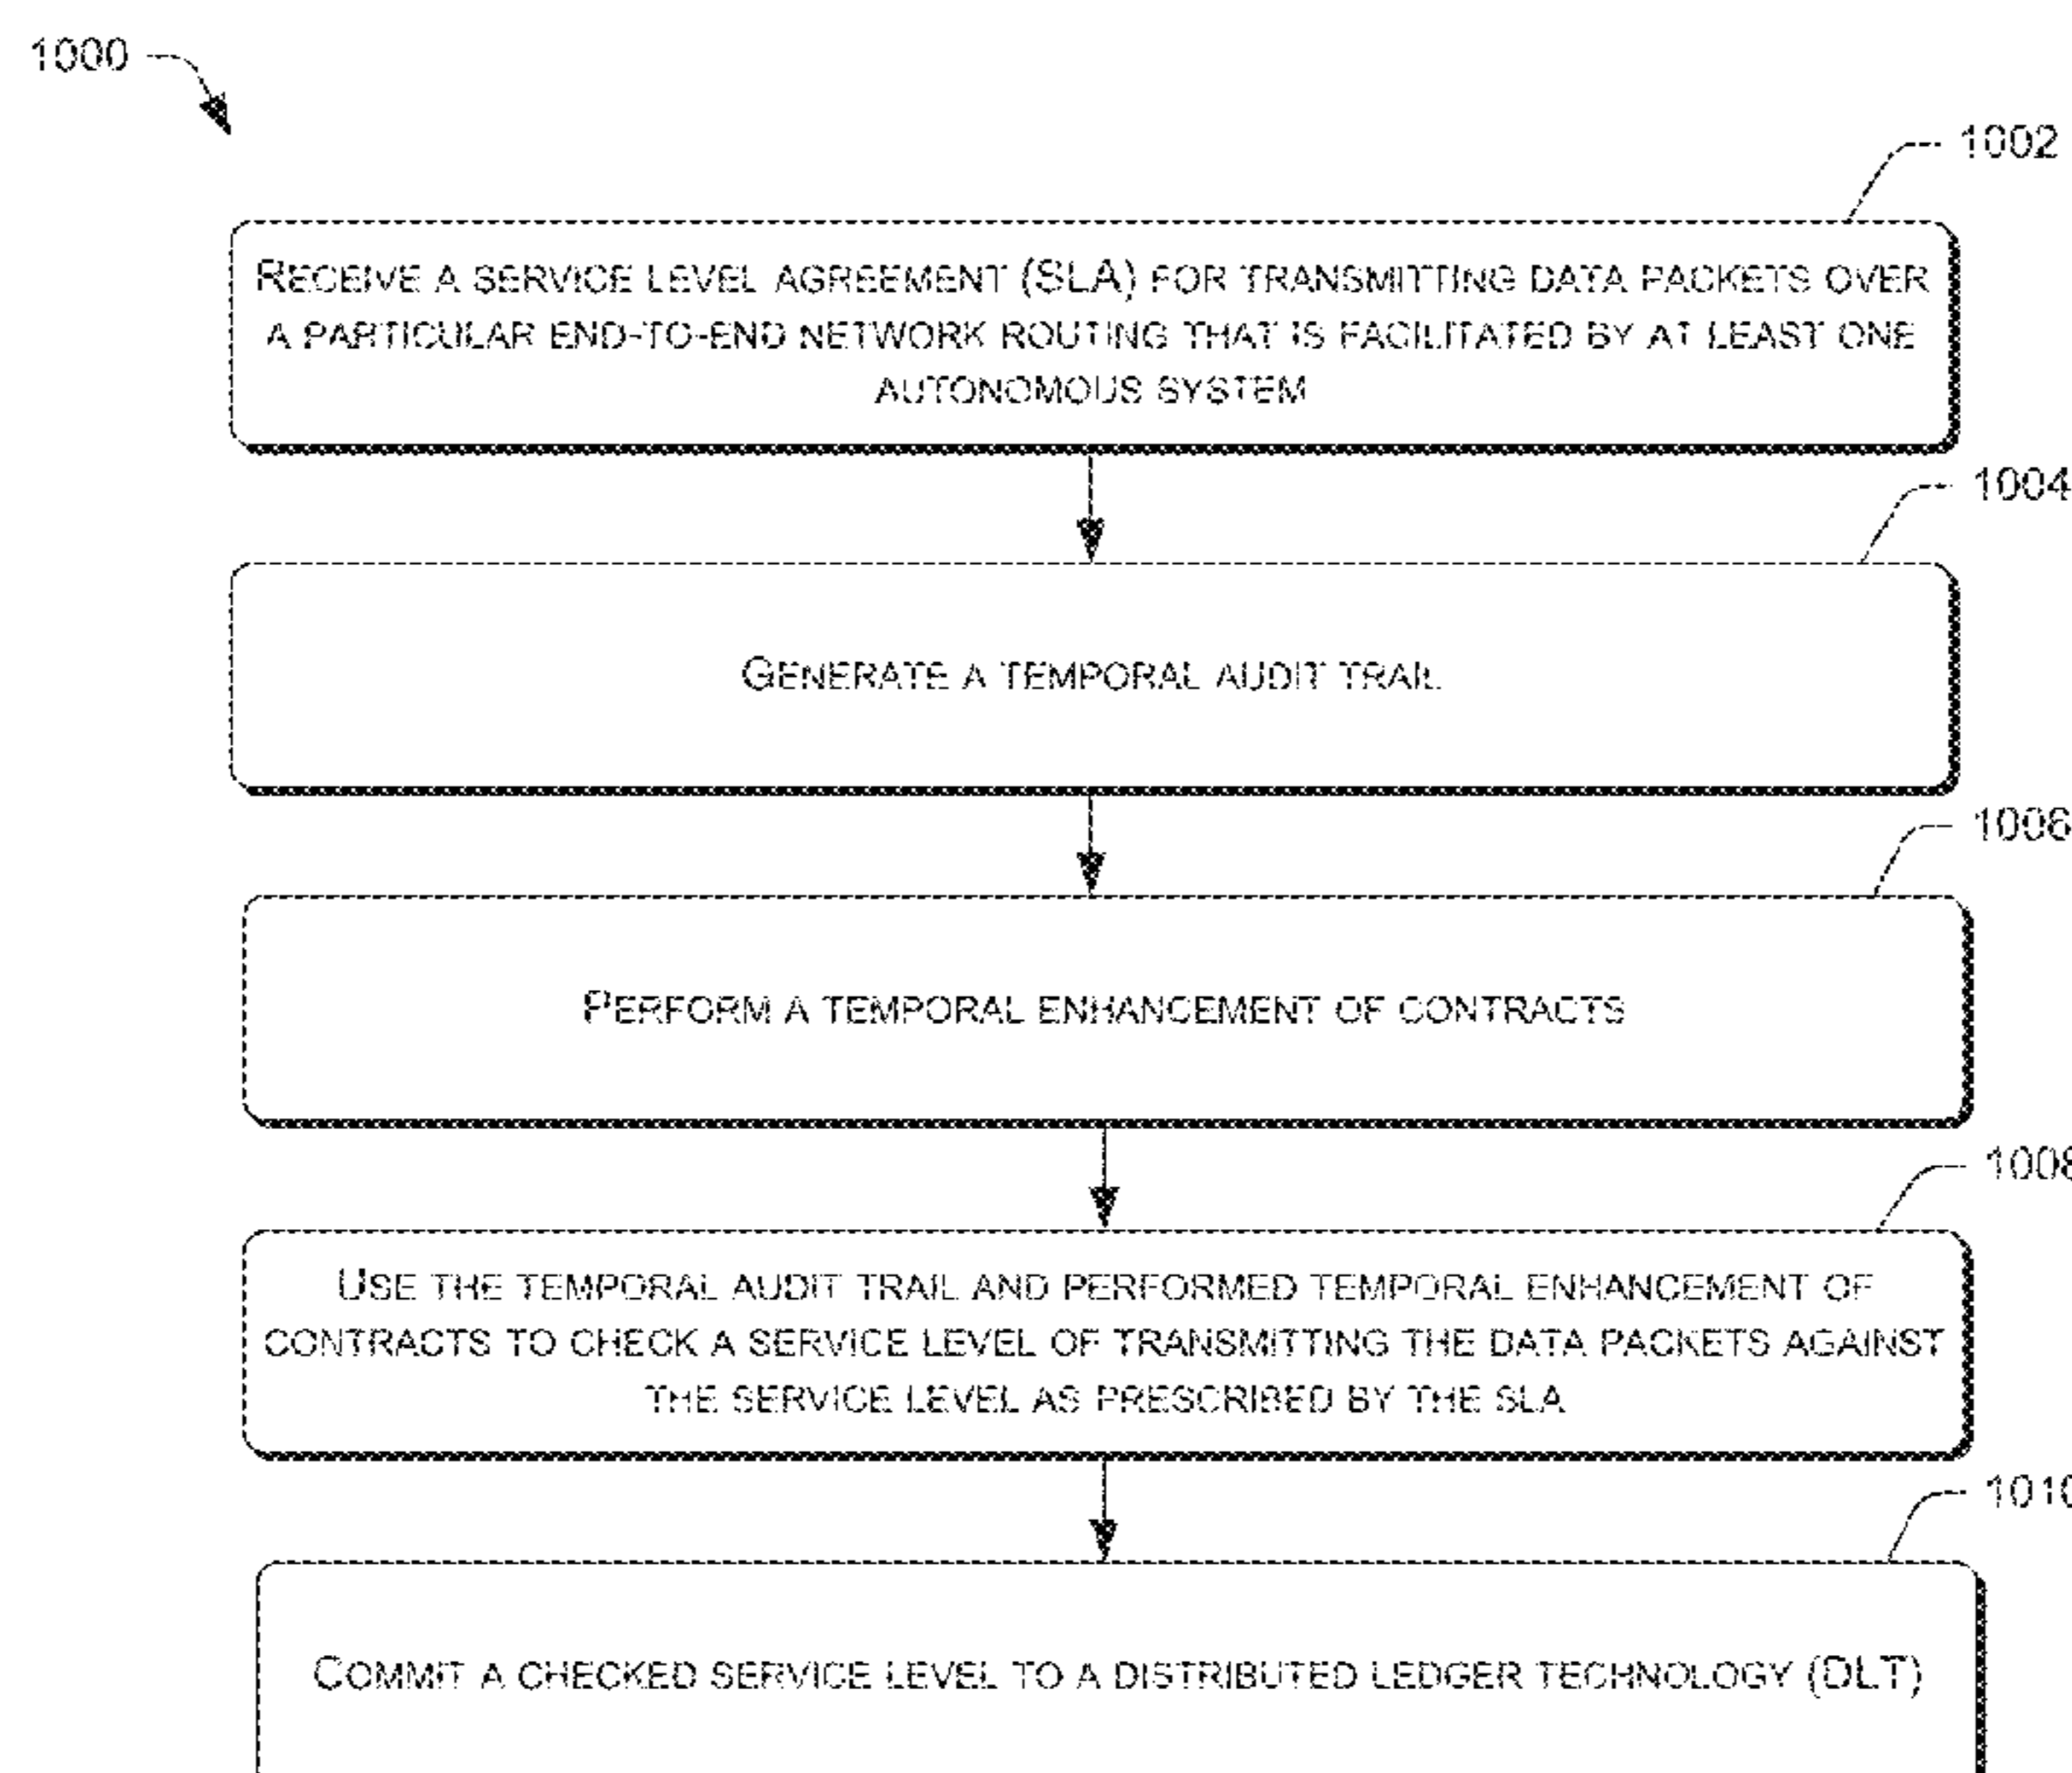 1000
1002
RECEIVE A SERVICE LEVEL AGREEMENT (SLA) FOR TRANSMITTING DATA PACKETS OVER
A PARTICULAR END-TO-END NETWORK ROUTING THAT IS FACILITATED BY AT LEAST ONE
AUTONOMOUS SYSTEM
1004
GENERATE A TEMPORAL AUDIT TRAIL
1006
PERFORM A TEMPORAL ENHANCEMENT OF CONTRACTS
1008
USE THE TEMPORAL AUDIT TRAIL AND PERFORMED TEMPORAL ENHANCEMENT OF
CONTRACTS TO CHECK A SERVICE LEVEL OF TRANSMITTING THE DATA PACKETS AGAINST
THE SERVICE LEVEL AS PRESCRIBED BY THE SLA
1010
COMMIT A CHECKED SERVICE LEVEL TO A DISTRIBUTED LEDGER TECHNOLOGY (DLT)